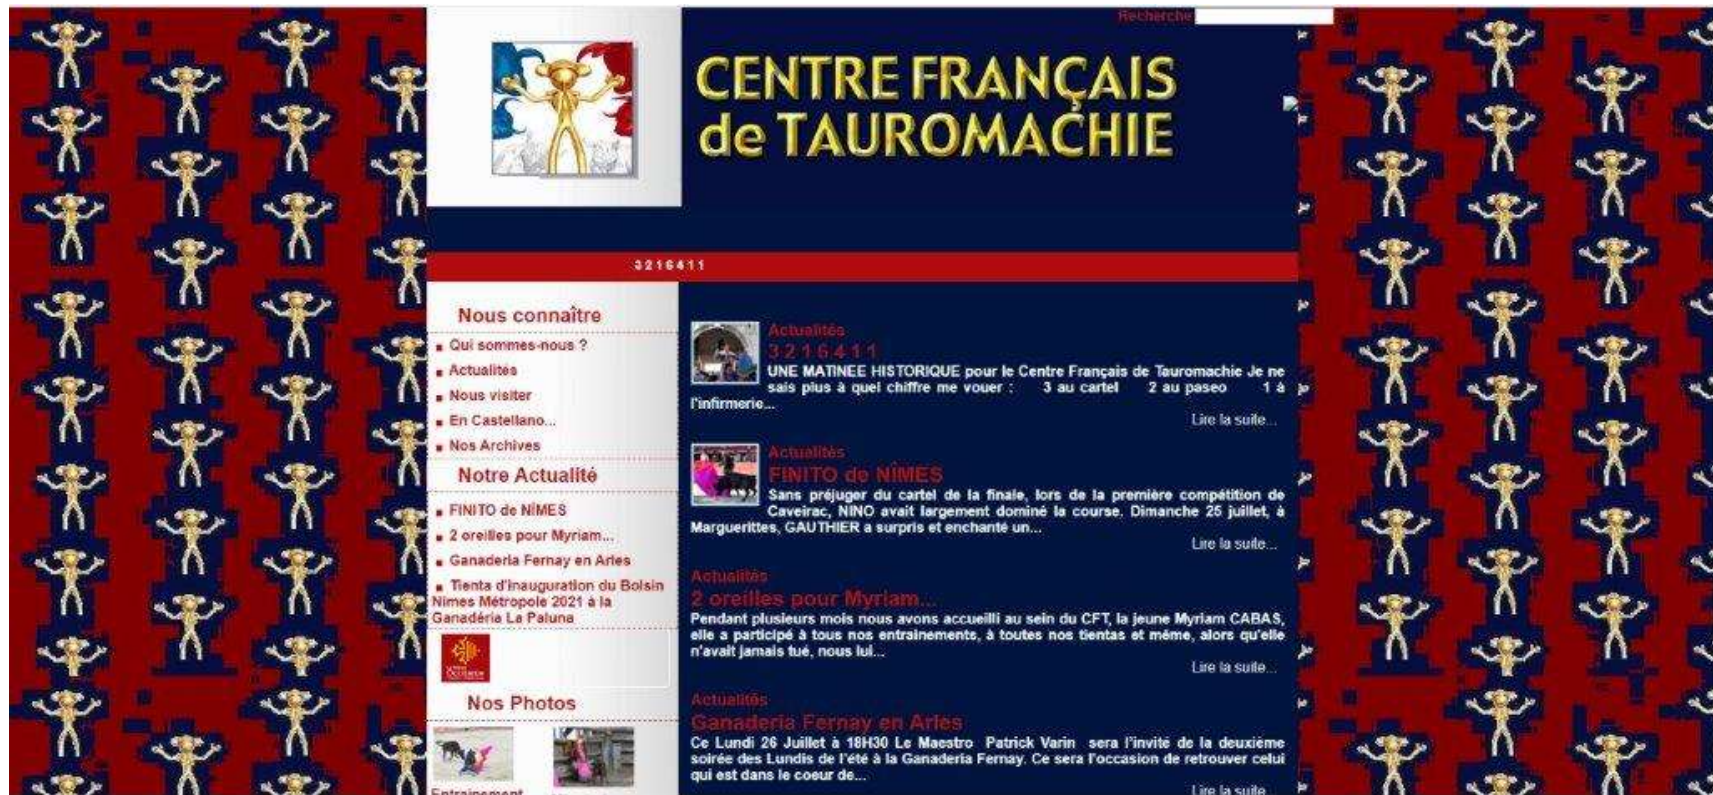 Recherche
CENTRE FRANÇAIS
de TAUROMACHIE
3 2 1 6 4 1 1
Nous connaître
Qui sommes-nous ?
Actualités
Nous visiter
En Castellano...
Nos Archives
Notre Actualité
FINITO de NÎMES
2 oreilles pour Myriam...
Ganaderia Fernay en Arles
Tienta d'inauguration du Bolsin
Nimes Métropole 2021 à la
Ganadéria La Paluna
Occitanie
Nos Photos
Entrainement
Actualités
3 2 1 6 4 1 1
UNE MATINEE HISTORIQUE pour le Centre Français de Tauromachie Je ne
sais plus à quel chiffre me vouer : 3 au cartel 2 au paseo 1 à
l'infirmerie...
Lire la suite...
Actualités
FINITO de NÎMES
Sans préjuger du cartel de la finale, lors de la première compétition de
Caveirac, NINO avait largement dominé la course. Dimanche 25 juillet, à
Marguerittes, GAUTHIER a surpris et enchanté un...
Lire la suite...
Actualités
2 oreilles pour Myriam...
Pendant plusieurs mois nous avons accueilli au sein du CFT, la jeune Myriam CABAS,
elle a participé à tous nos entrainements, à toutes nos tientas et même, alors qu'elle
n'avait jamais tué, nous lui...
Lire la suite...
Actualités
Ganaderia Fernay en Arles
Ce Lundi 26 Juillet à 18H30 Le Maestro Patrick Varin sera l'invité de la deuxième
soirée des Lundis de l'été à la Ganaderia Fernay. Ce sera l'occasion de retrouver celui
qui est dans le coeur de...
Lire la suite...